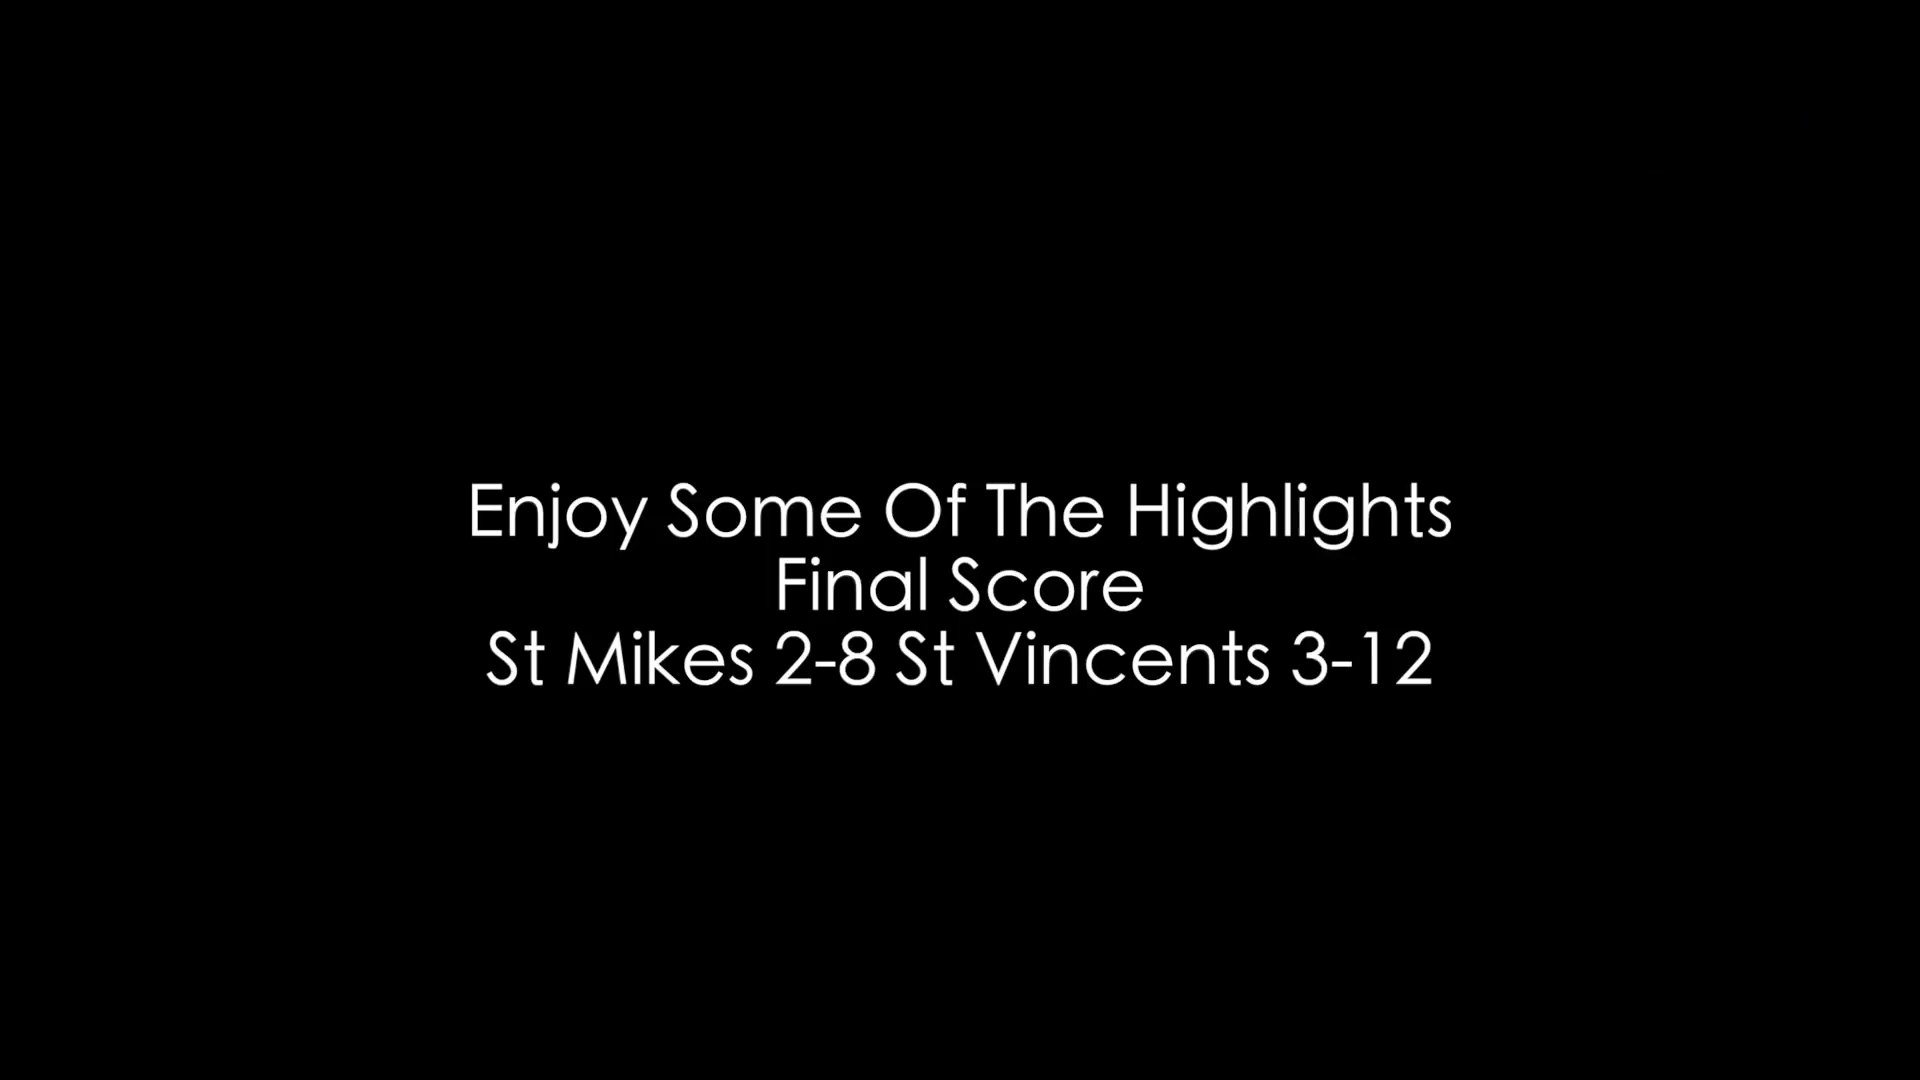 Enjoy Some Of The Highlights
Final Score
St Mikes 2-8 St Vincents 3-12